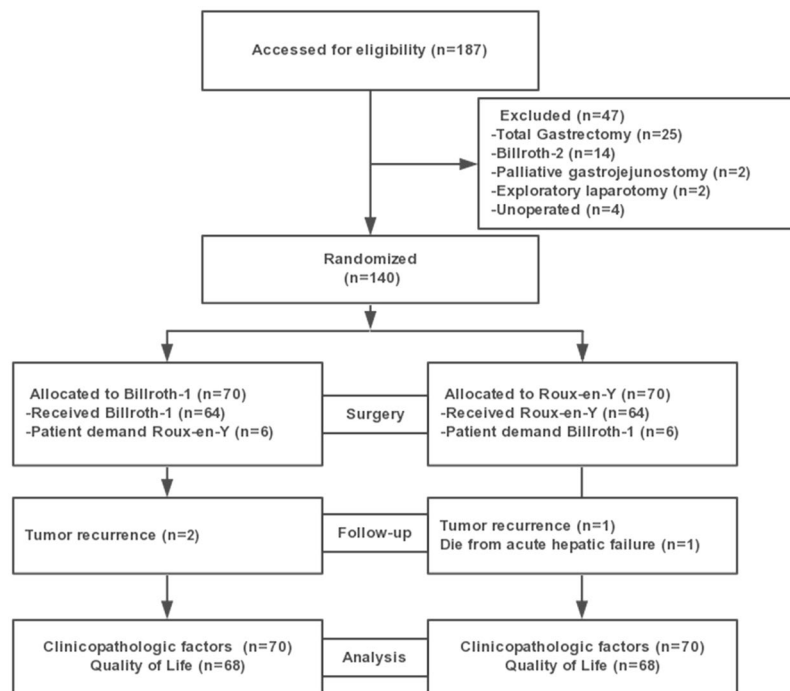 Accessed for eligibility (n=187)
Excluded (n=47)
-Total Gastrectomy (n=25)
-Billroth-2 (n=14)
-Palliative gastrojejunostomy (n=2)
-Exploratory laparotomy (n=2)
-Unoperated (n=4)
Randomized
(n=140)
Allocated to Billroth-1 (n=70)
-Received Billroth-1 (n=64)
-Patient demand Roux-en-Y (n=6)
Surgery
Allocated to Roux-en-Y (n=70)
-Received Roux-en-Y (n=64)
-Patient demand Billroth-1 (n=6)
Tumor recurrence (n=2)
Follow-up
Tumor recurrence (n=1)
Die from acute hepatic failure (n=1)
Clinicopathologic factors (n=70)
Quality of Life (n=68)
Analysis
Clinicopathologic factors (n=70)
Quality of Life (n=68)